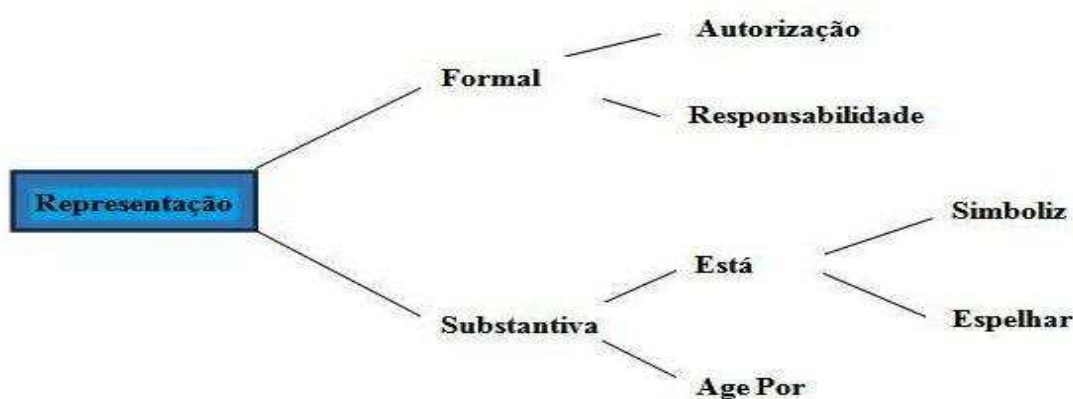 Autorização
Formal
Responsabilidade
Representação
Simboliz
Está
Substantiva
Espelhar
Age Por